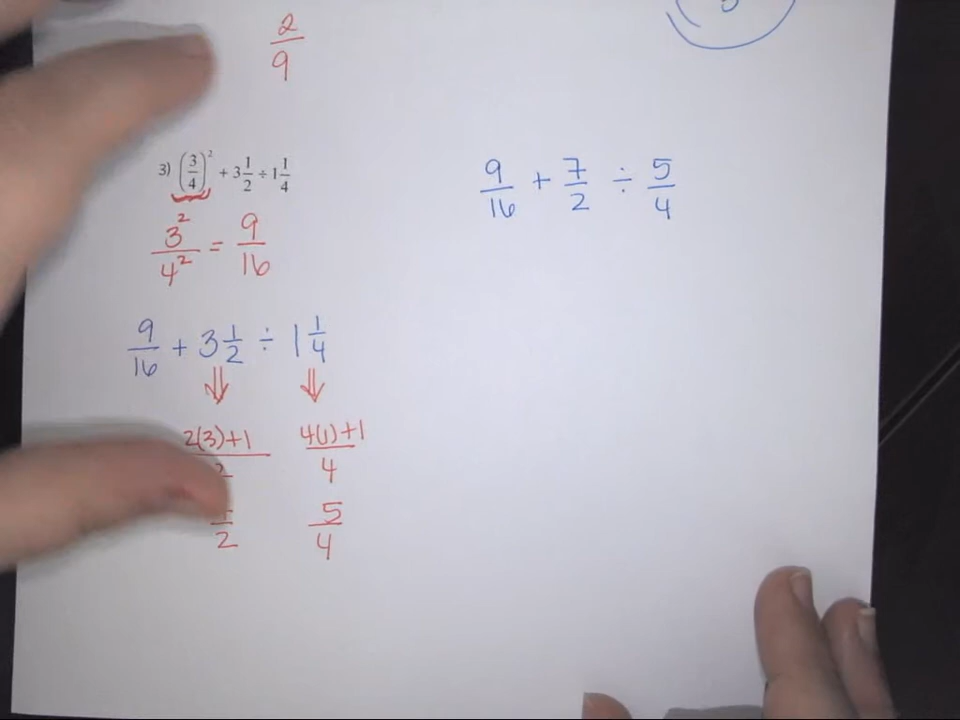 2/9
3) (3/4)² + 3 1/2 ÷ 1 1/4
3²/4² = 9/16
9/16 + 3 1/2 ÷ 1 1/4
2(3)+1 4(1)+1/4
2 5/4
9/16 + 7/2 ÷ 5/4